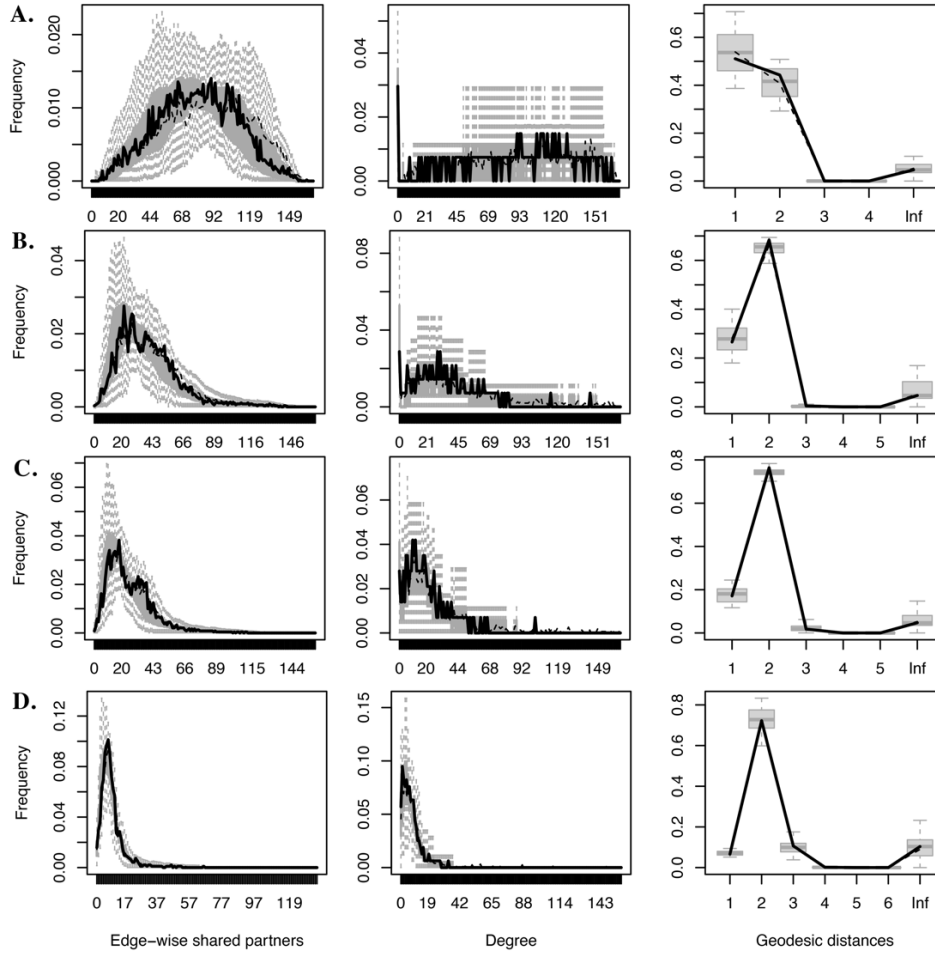 A.
Frequency
0.000 0.010 0.020
0 20 44 68 92 119 149
0.00 0.02 0.04
0 21 45 69 93 120 151
0.0 0.2 0.4 0.6
1 2 3 4 Inf
B.
Frequency
0.00 0.02 0.04
0 20 43 66 89 116 146
0.00 0.04 0.08
0 21 45 69 93 120 151
0.0 0.2 0.4 0.6
1 2 3 4 5 Inf
C.
Frequency
0.00 0.02 0.04 0.06
0 20 43 66 89 115 144
0.00 0.02 0.04 0.06
0 20 44 68 92 119 149
0.0 0.2 0.4 0.6 0.8
1 2 3 4 5 Inf
D.
Frequency
0.00 0.04 0.08 0.12
0 17 37 57 77 97 119
0.00 0.05 0.10 0.15
0 19 42 65 88 115 143
0.0 0.2 0.4 0.6 0.8
1 2 3 4 5 6 Inf
Edge-wise shared partners
Degree
Geodesic distances